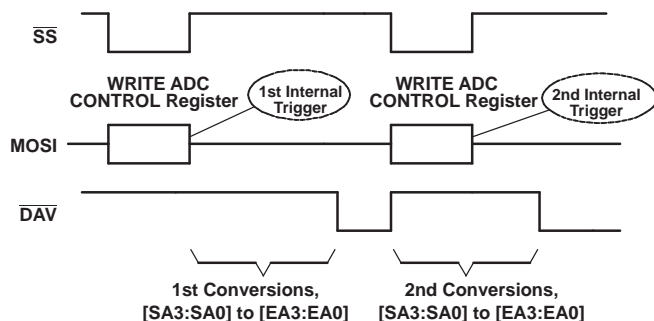 SS
WRITE ADC
CONTROL Register
1st Internal
Trigger
WRITE ADC
CONTROL Register
2nd Internal
Trigger
MOSI
DAV
1st Conversions,
[SA3:SA0] to [EA3:EA0]
2nd Conversions,
[SA3:SA0] to [EA3:EA0]